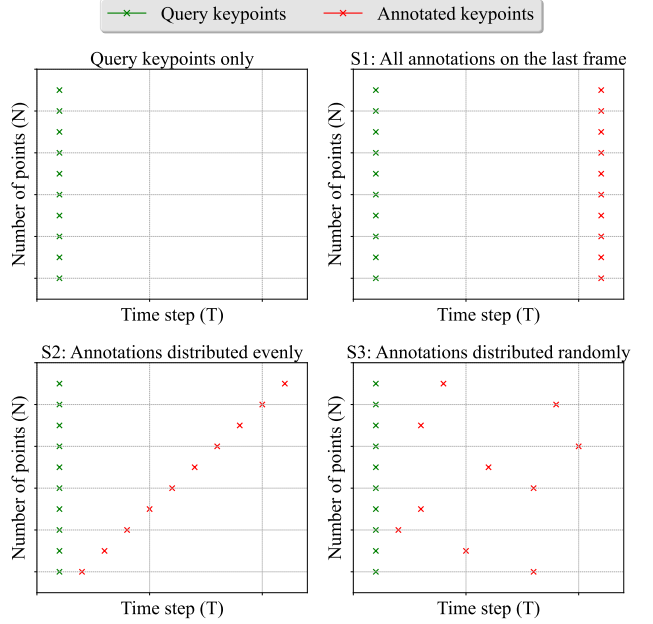 Query keypoints
Annotated keypoints
Query keypoints only
Number of points (N)
Time step (T)
S1: All annotations on the last frame
Number of points (N)
Time step (T)
S2: Annotations distributed evenly
Number of points (N)
Time step (T)
S3: Annotations distributed randomly
Number of points (N)
Time step (T)